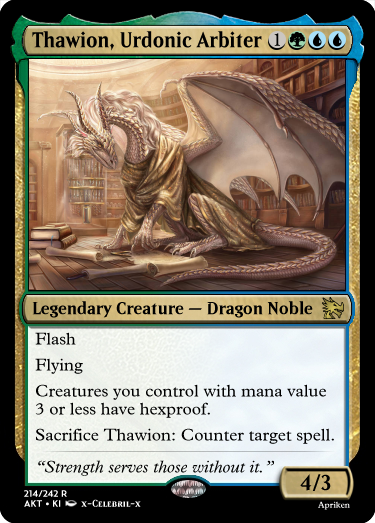 Thawion, Urdonic Arbiter 1
Legendary Creature — Dragon Noble
Flash
Flying
Creatures you control with mana value
3 or less have hexproof.
Sacrifice Thawion: Counter target spell.
“Strength serves those without it.”
4/3
214/242 R
AKT • KI x-Celebril-x
Apriken